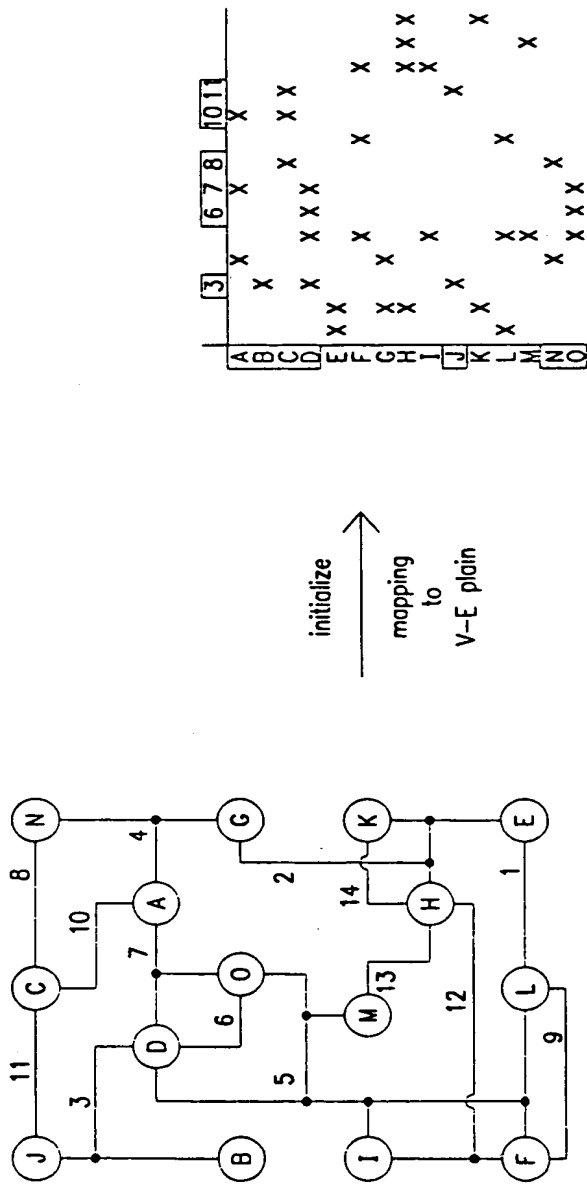 11 8
J C N
3 10 4
7
D A
6 O G
B
5 2
I M 14 K
13 H
12
1
F L E
9
initialize
mapping
to
V-E plain
3 6 7 8 10 11
A X X X
B X
C X X X
D X X X X
E X X
F X X X
G X X
H X X X X
I X X
J X X
K X X
L X X X
M X X
N X X
O X X X